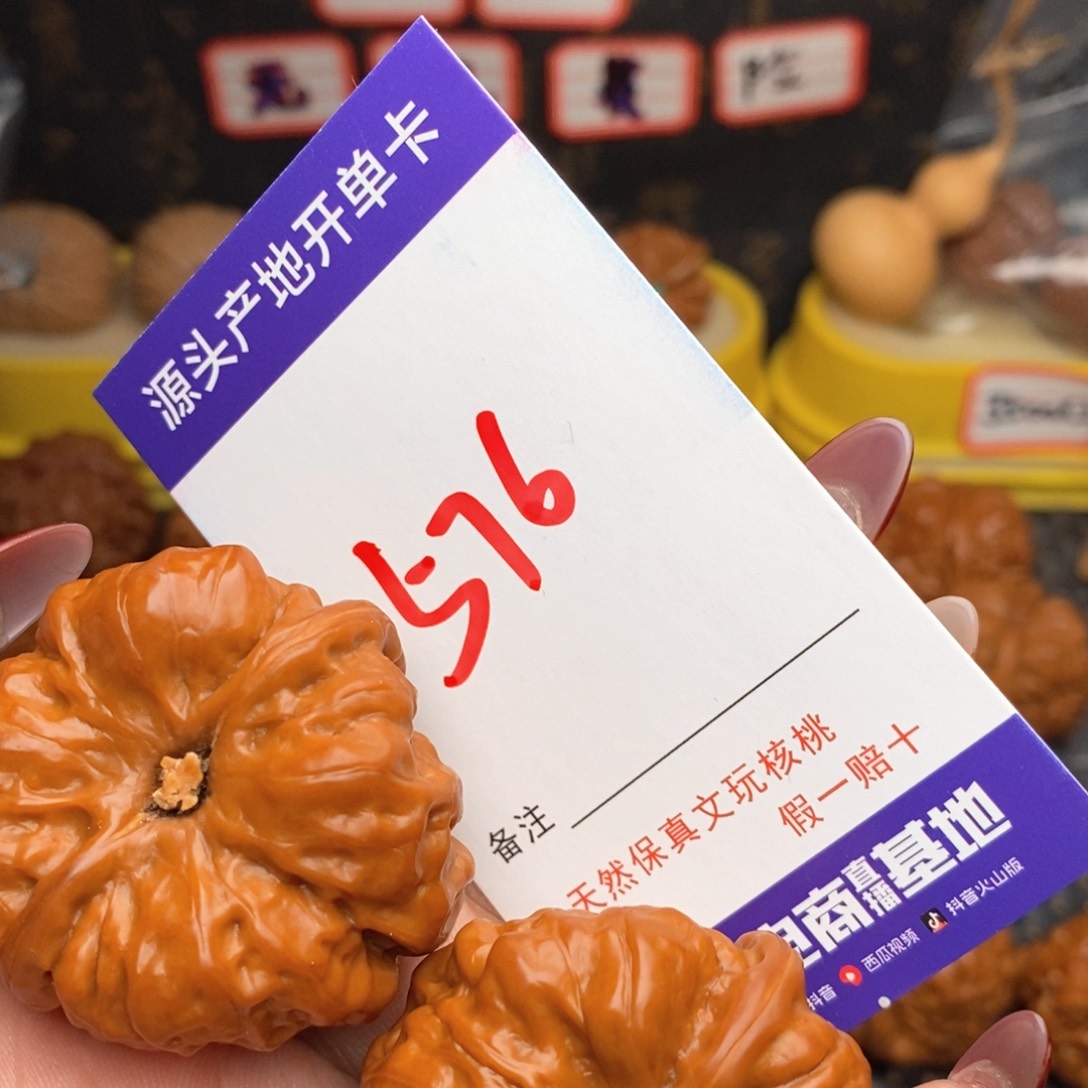 源头产地开单卡
576
备注
天然保真文玩核桃
假一赔十
电商直播基地
抖音 西瓜视频 抖音火山版